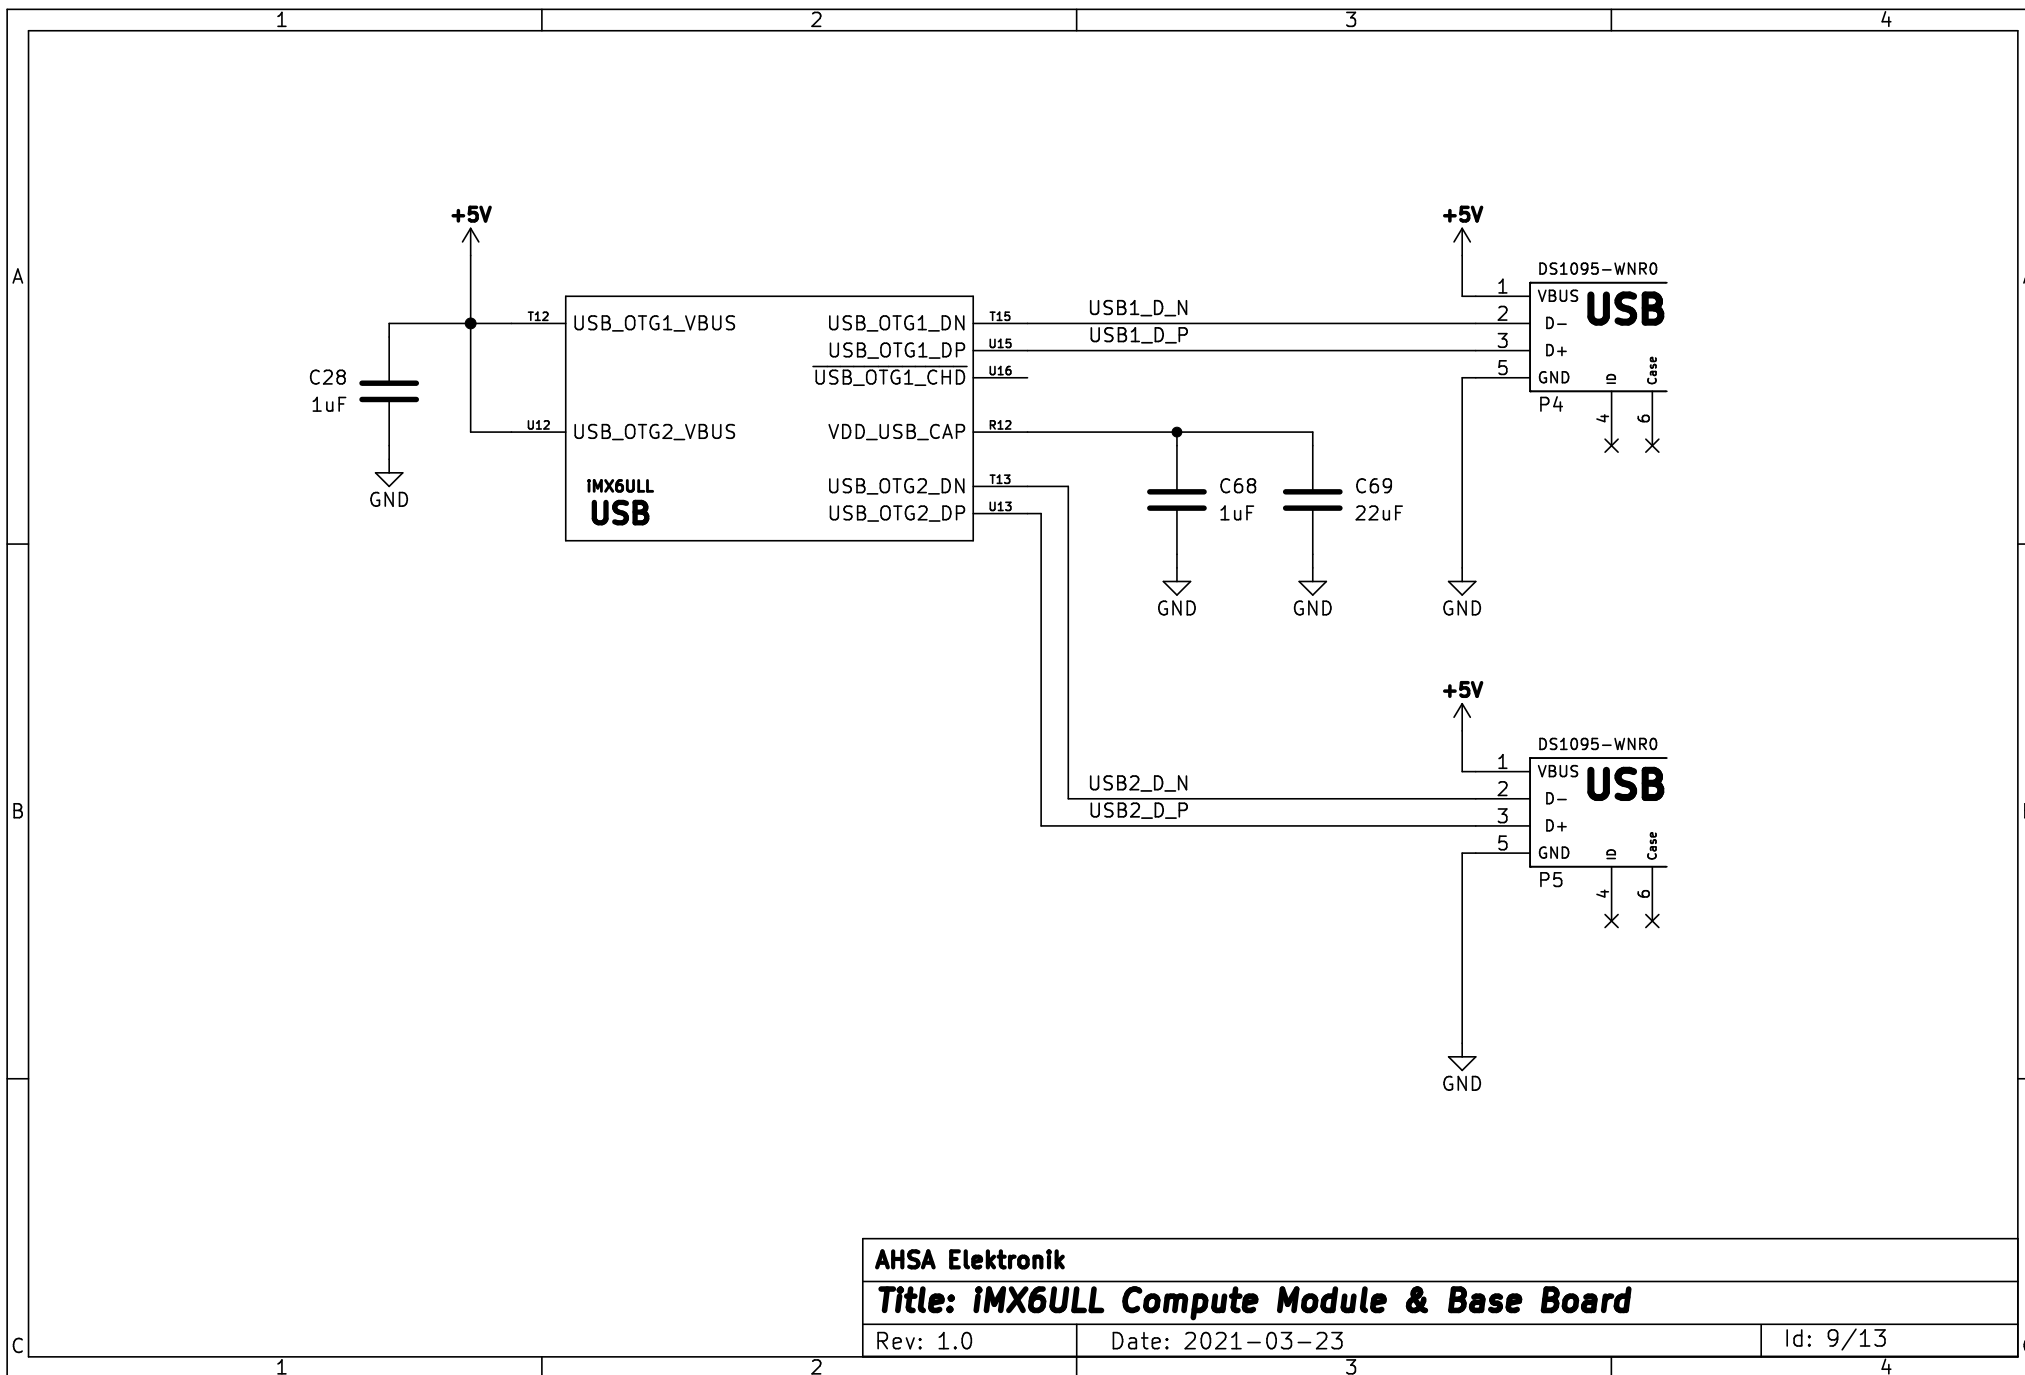 1 2 3 4
A
+5V
+5V
DS1095-WNR0
USB
1 VBUS
2 D-
3 D+
5 GND
ID
Case
P4
4
6
T12 USB_OTG1_VBUS
U12 USB_OTG2_VBUS
iMX6ULL
USB
USB_OTG1_DN T15
USB_OTG1_DP U15
USB_OTG1_CHD U16
VDD_USB_CAP R12
USB_OTG2_DN T13
USB_OTG2_DP U13
USB1_D_N
USB1_D_P
C28
1uF
GND
C68
1uF
GND
C69
22uF
GND
GND
B
+5V
DS1095-WNR0
USB
1 VBUS
2 D-
3 D+
5 GND
ID
Case
P5
4
6
USB2_D_N
USB2_D_P
GND
C
AHSA Elektronik
Title: iMX6ULL Compute Module & Base Board
Rev: 1.0 Date: 2021-03-23 Id: 9/13
1 2 3 4